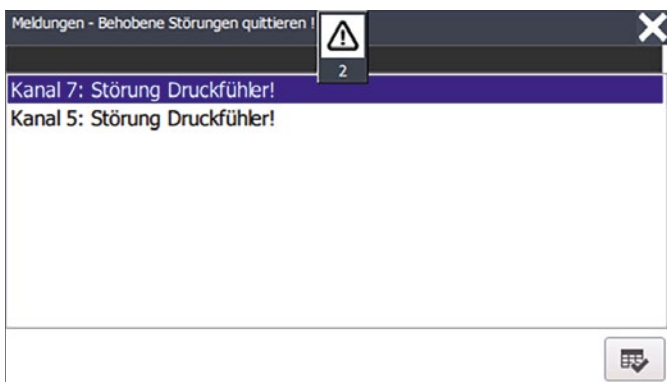 Meldungen - Behobene Störungen quittieren !
2
Kanal 7: Störung Druckfühler!
Kanal 5: Störung Druckfühler!